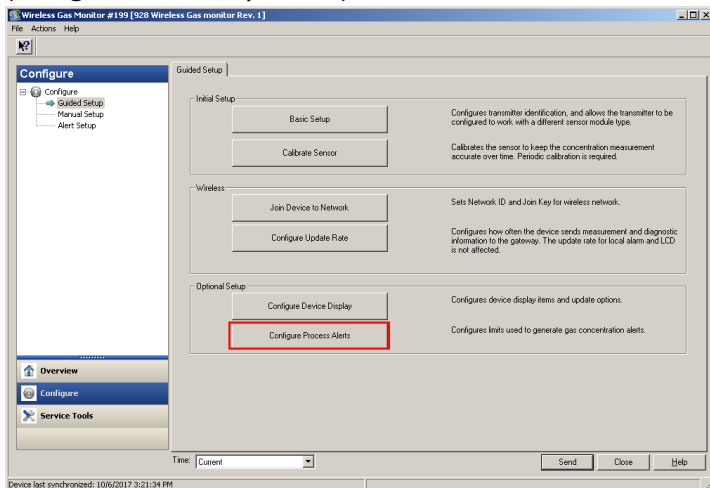 Wireless Gas Monitor #199 [928 Wireless Gas monitor Rev. 1]
File Actions Help
Configure
Configure
Guided Setup
Manual Setup
Alert Setup
Overview
Configure
Service Tools
Guided Setup
Initial Setup
Basic Setup
Configures transmitter identification, and allows the transmitter to be
configured to work with a different sensor module type.
Calibrate Sensor
Calibrates the sensor to keep the concentration measurement
accurate over time. Periodic calibration is required.
Wireless
Join Device to Network
Sets Network ID and Join Key for wireless network.
Configure Update Rate
Configures how often the device sends measurement and diagnostic
information to the gateway. The update rate for local alarm and LCD
is not affected.
Optional Setup
Configure Device Display
Configures device display items and update options.
Configure Process Alerts
Configures limits used to generate gas concentration alerts.
Time: Current
Send Close Help
Device last synchronized: 10/6/2017 3:21:34 PM